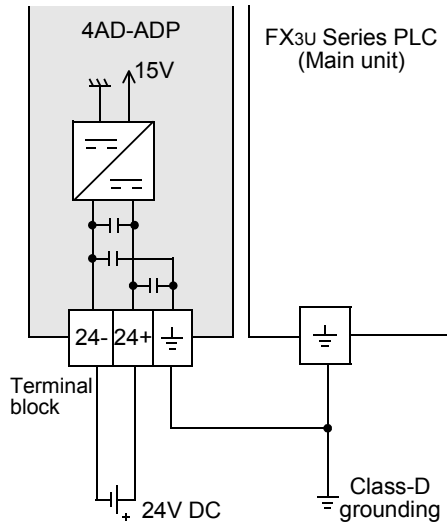 4AD-ADP
15V
FX3U Series PLC
(Main unit)
24- 24+
Terminal
block
+ 24V DC
Class-D
grounding